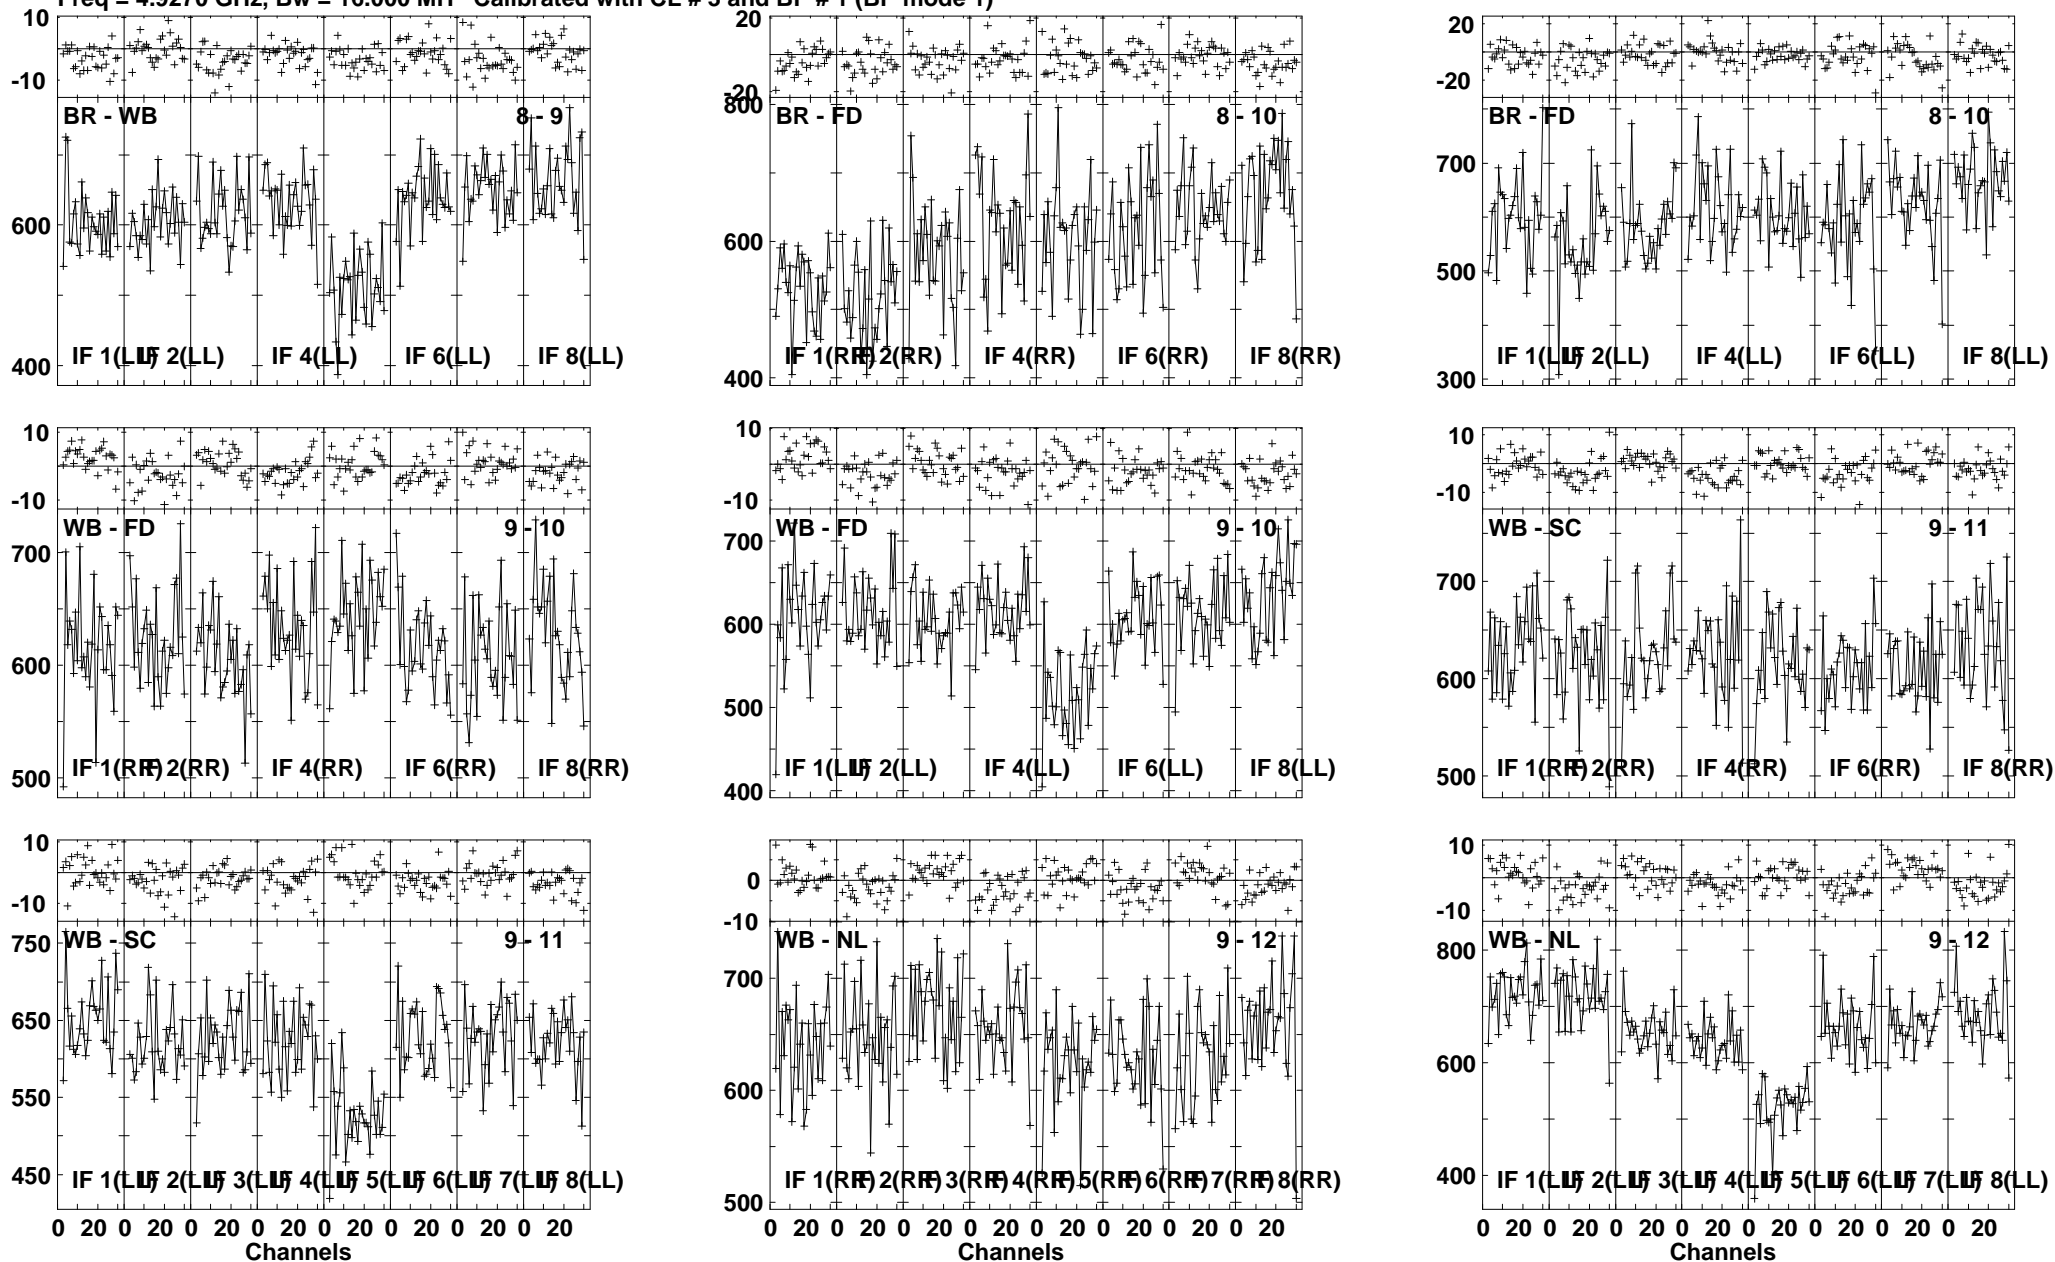 Freq = 4.9270 GHz, Bw = 16.000 MH Calibrated with CL # 3 and BP # 1 (BP mode 1)
10
-10
BR - WB 8 - 9
600
400
IF 1(LL) IF 2(LL) IF 4(LL) IF 6(LL) IF 8(LL)
20
-20
BR - FD 8 - 10
800
600
400
IF 1(RR) IF 2(RR) IF 4(RR) IF 6(RR) IF 8(RR)
20
-20
BR - FD 8 - 10
700
500
300
IF 1(LL) IF 2(LL) IF 4(LL) IF 6(LL) IF 8(LL)
10
-10
WB - FD 9 - 10
700
600
500
IF 1(RR) IF 2(RR) IF 4(RR) IF 6(RR) IF 8(RR)
10
-10
WB - FD 9 - 10
700
600
500
400
IF 1(LL) IF 2(LL) IF 4(LL) IF 6(LL) IF 8(LL)
10
-10
WB - SC 9 - 11
700
600
500
IF 1(RR) IF 2(RR) IF 4(RR) IF 6(RR) IF 8(RR)
10
-10
WB - SC 9 - 11
750
650
550
450
IF 1(LL) IF 2(LL) IF 3(LL) IF 4(LL) IF 5(LL) IF 6(LL) IF 7(LL) IF 8(LL)
0 20 0 20 0 20 0 20 0 20 0 20 0 20 0 20
Channels
0
-10
WB - NL 9 - 12
700
600
500
IF 1(RR) IF 2(RR) IF 3(RR) IF 4(RR) IF 5(RR) IF 6(RR) IF 7(RR) IF 8(RR)
0 20 0 20 0 20 0 20 0 20 0 20 0 20 0 20
Channels
10
-10
WB - NL 9 - 12
800
600
400
IF 1(LL) IF 2(LL) IF 3(LL) IF 4(LL) IF 5(LL) IF 6(LL) IF 7(LL) IF 8(LL)
0 20 0 20 0 20 0 20 0 20 0 20 0 20 0 20
Channels